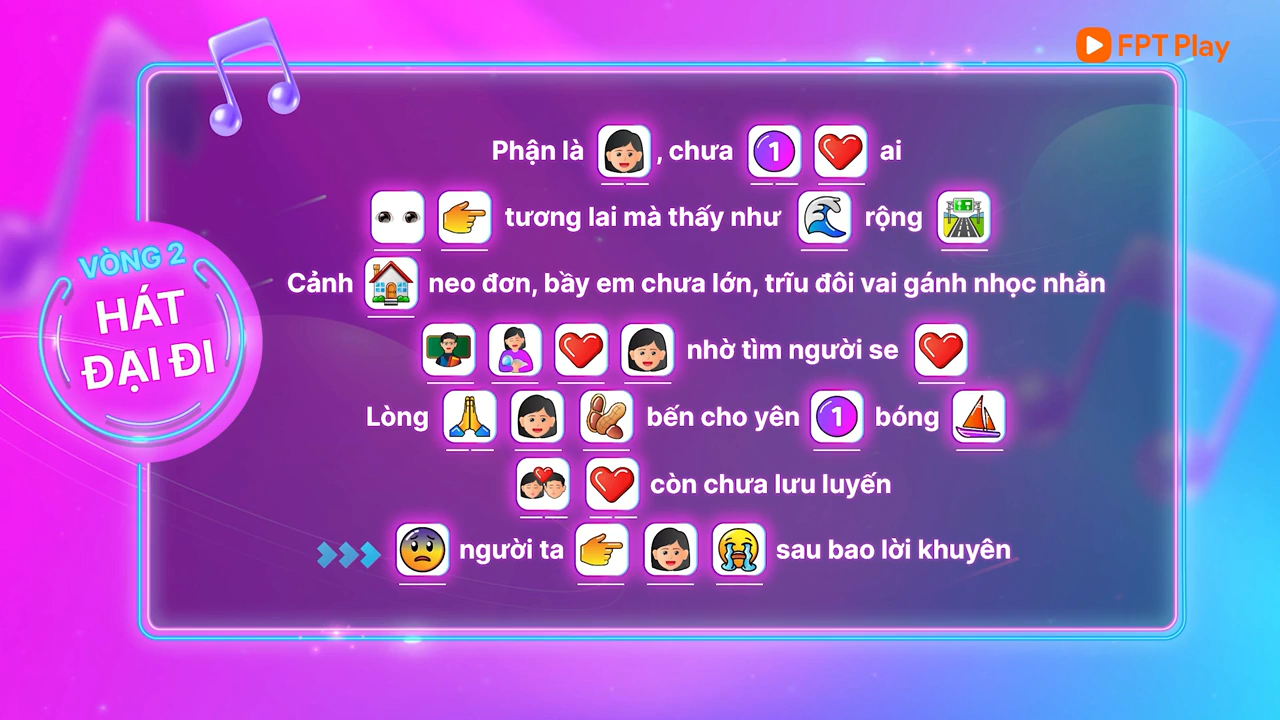 FPT Play
VÒNG 2
HÁT
ĐẠI ĐI
Phận là , chưa 1 ai
tương lai mà thấy như rộng
Cảnh neo đơn, bầy em chưa lớn, trĩu đôi vai gánh nhọc nhằn
nhờ tìm người se
Lòng bến cho yên 1 bóng
còn chưa lưu luyến
người ta sau bao lời khuyên